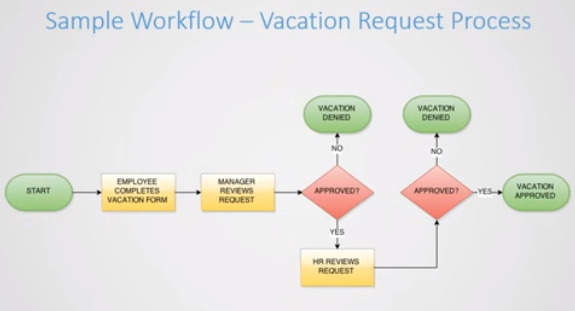 Sample Workflow – Vacation Request Process
VACATION
DENIED
VACATION
DENIED
NO
NO
START
EMPLOYEE
COMPLETES
VACATION FORM
MANAGER
REVIEWS
REQUEST
APPROVED?
APPROVED?
YES
VACATION
APPROVED
YES
HR REVIEWS
REQUEST